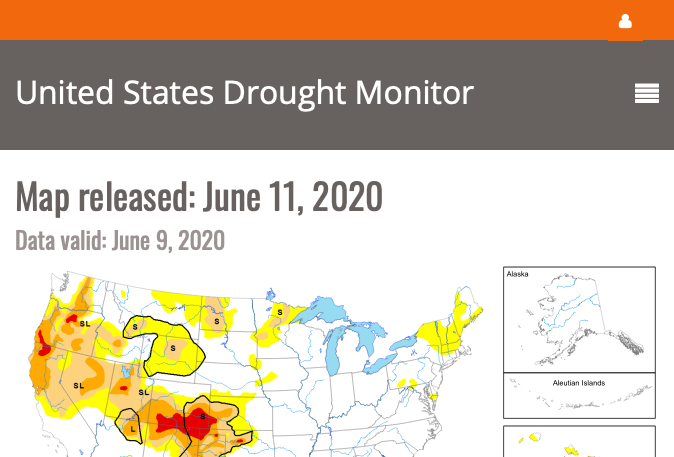 United States Drought Monitor
Map released: June 11, 2020
Data valid: June 9, 2020
Alaska
Aleutian Islands
S
SL
S
S
S
SL
SL
S
L